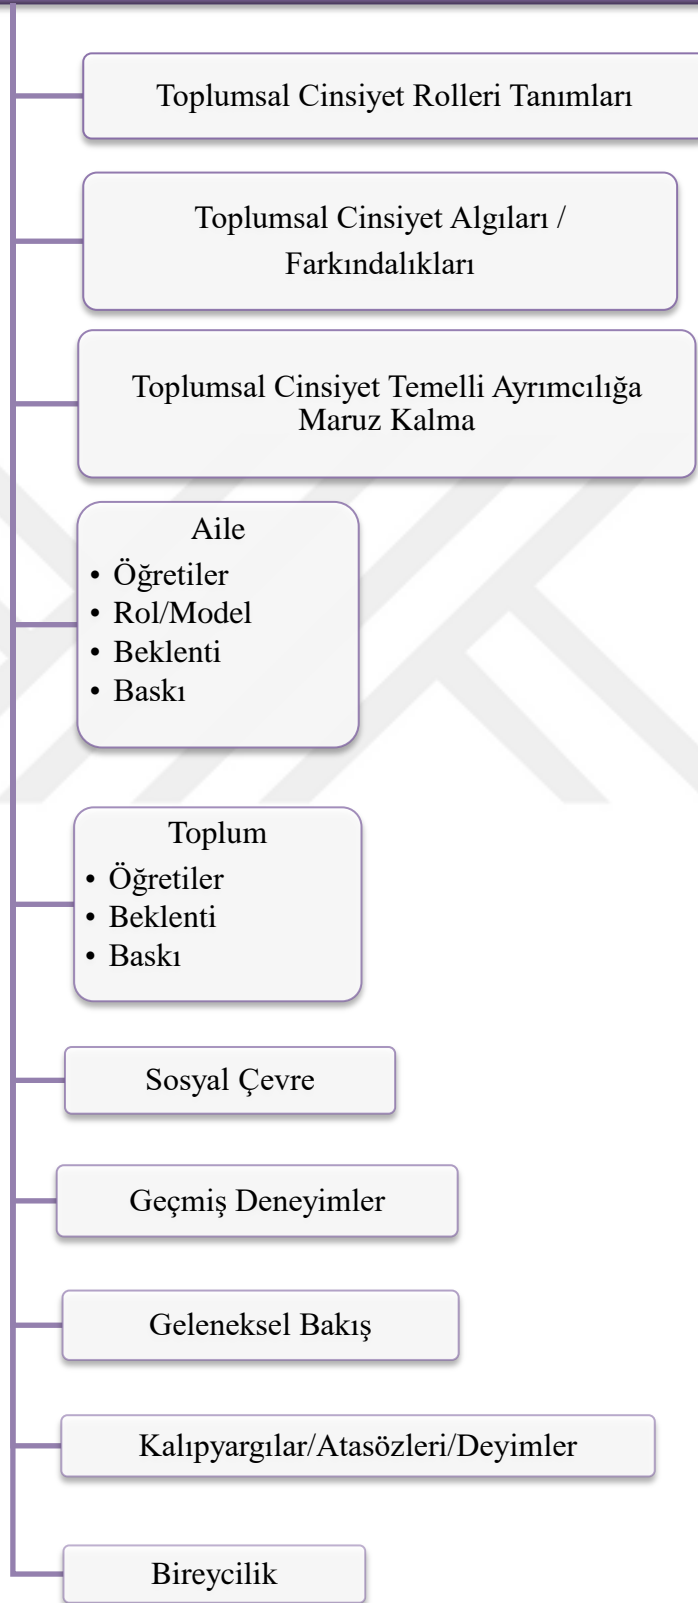 Toplumsal Cinsiyet Rolleri Tanımları
Toplumsal Cinsiyet Algıları /
Farkındalıkları
Toplumsal Cinsiyet Temelli Ayrımcılığa
Maruz Kalma
Aile
• Öğretiler
• Rol/Model
• Beklenti
• Baskı
Toplum
• Öğretiler
• Beklenti
• Baskı
Sosyal Çevre
Geçmiş Deneyimler
Geleneksel Bakış
Kalıpyargılar/Atasözleri/Deyimler
Bireycilik